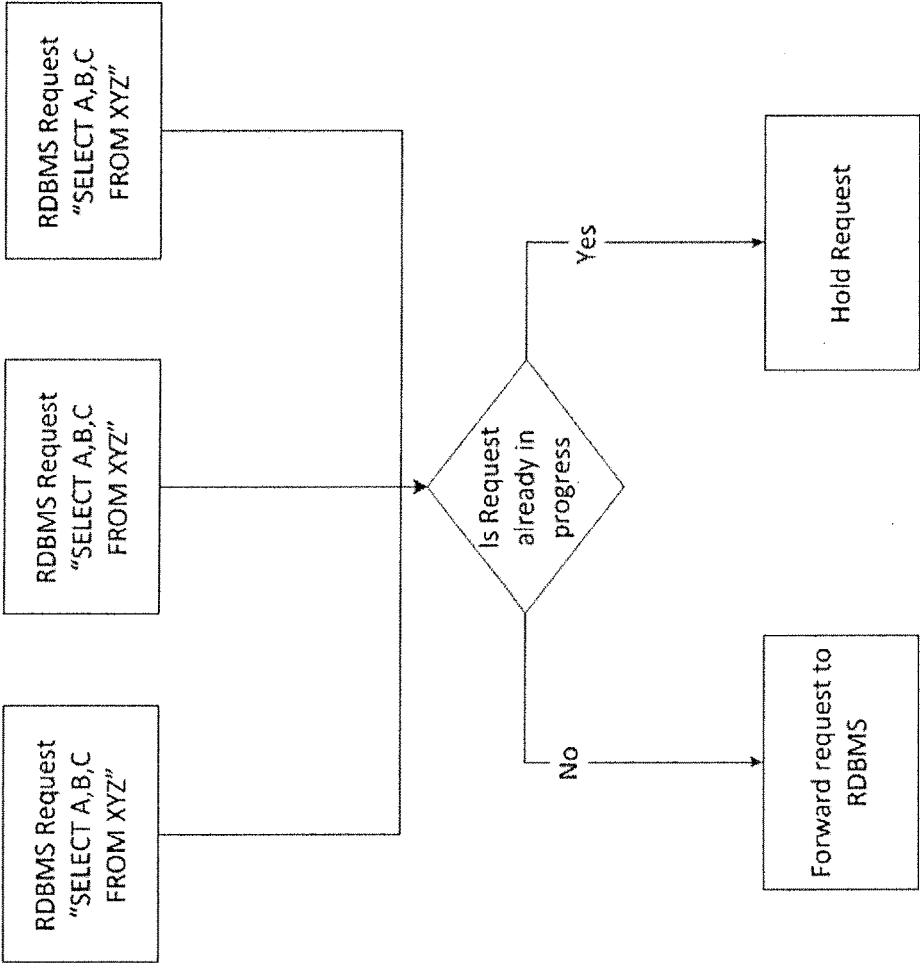 RDBMS Request
"SELECT A,B,C
FROM XYZ"
RDBMS Request
"SELECT A,B,C
FROM XYZ"
RDBMS Request
"SELECT A,B,C
FROM XYZ"
Is Request
already in
progress
No
Yes
Forward request to
RDBMS
Hold Request